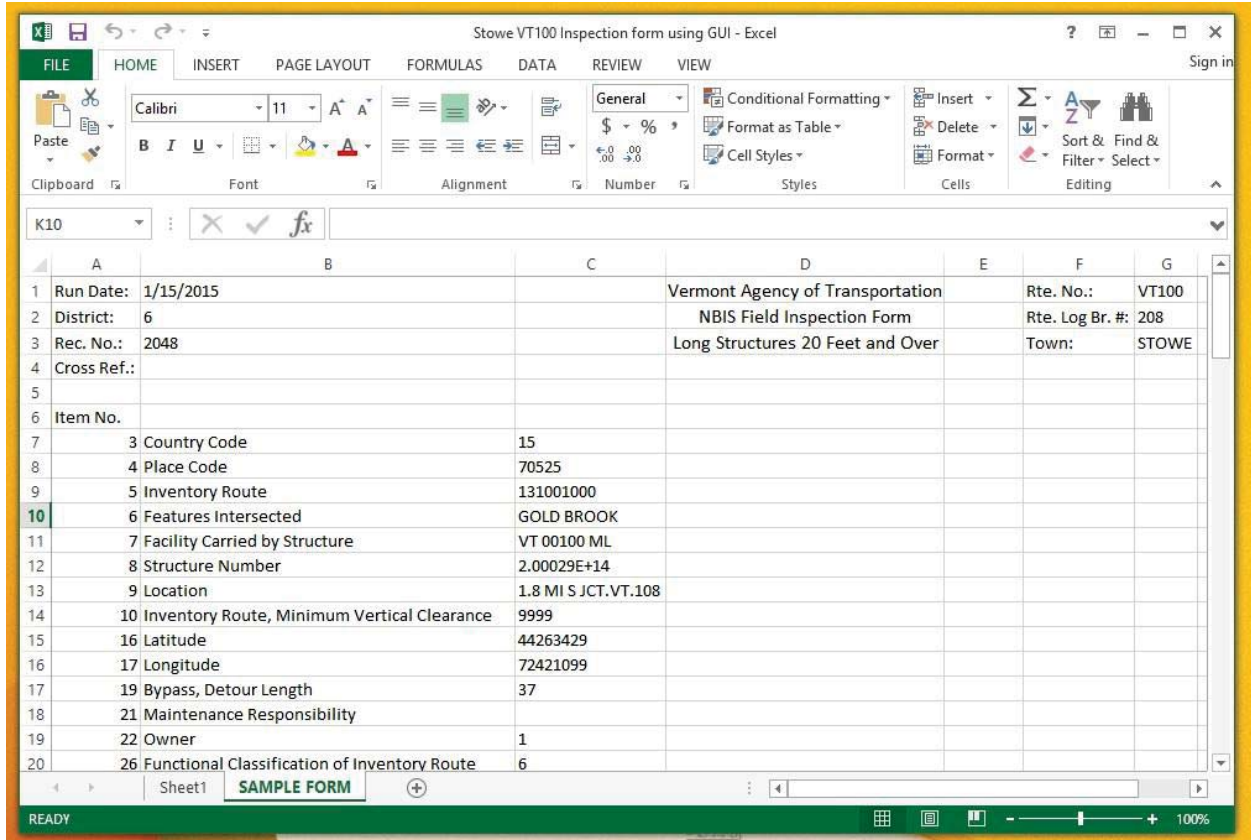 Stowe VT100 Inspection form using GUI - Excel
?
Sign in
FILE HOME INSERT PAGE LAYOUT FORMULAS DATA REVIEW VIEW
Paste
Calibri 11 A A
B I U A
General
$ % ,
.00 .00
Conditional Formatting
Format as Table
Cell Styles
Insert
Delete
Format
Σ
Sort & Filter
Find & Select
Clipboard Font Alignment Number Styles Cells Editing
K10 fx
A B C D E F G
1 Run Date: 1/15/2015 Vermont Agency of Transportation Rte. No.: VT100
2 District: 6 NBIS Field Inspection Form Rte. Log Br. #: 208
3 Rec. No.: 2048 Long Structures 20 Feet and Over Town: STOWE
4 Cross Ref.:
5
6 Item No.
7 3 Country Code 15
8 4 Place Code 70525
9 5 Inventory Route 131001000
10 6 Features Intersected GOLD BROOK
11 7 Facility Carried by Structure VT 00100 ML
12 8 Structure Number 2.00029E+14
13 9 Location 1.8 MI S JCT.VT.108
14 10 Inventory Route, Minimum Vertical Clearance 9999
15 16 Latitude 44263429
16 17 Longitude 72421099
17 19 Bypass, Detour Length 37
18 21 Maintenance Responsibility
19 22 Owner 1
20 26 Functional Classification of Inventory Route 6
Sheet1 SAMPLE FORM
READY 100%